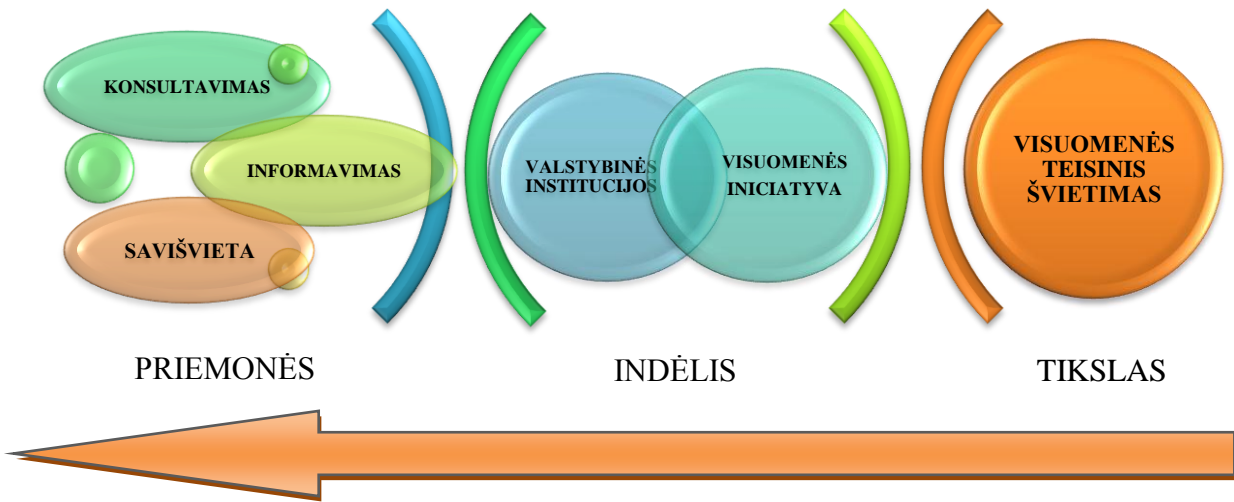 KONSULTAVIMAS
INFORMAVIMAS
SAVIŠVIETA
VALSTYBINĖS
INSTITUCIJOS
VISUOMENĖS
INICIATYVA
VISUOMENĖS
TEISINIS
ŠVIETIMAS
PRIEMONĖS
INDĖLIS
TIKSLAS